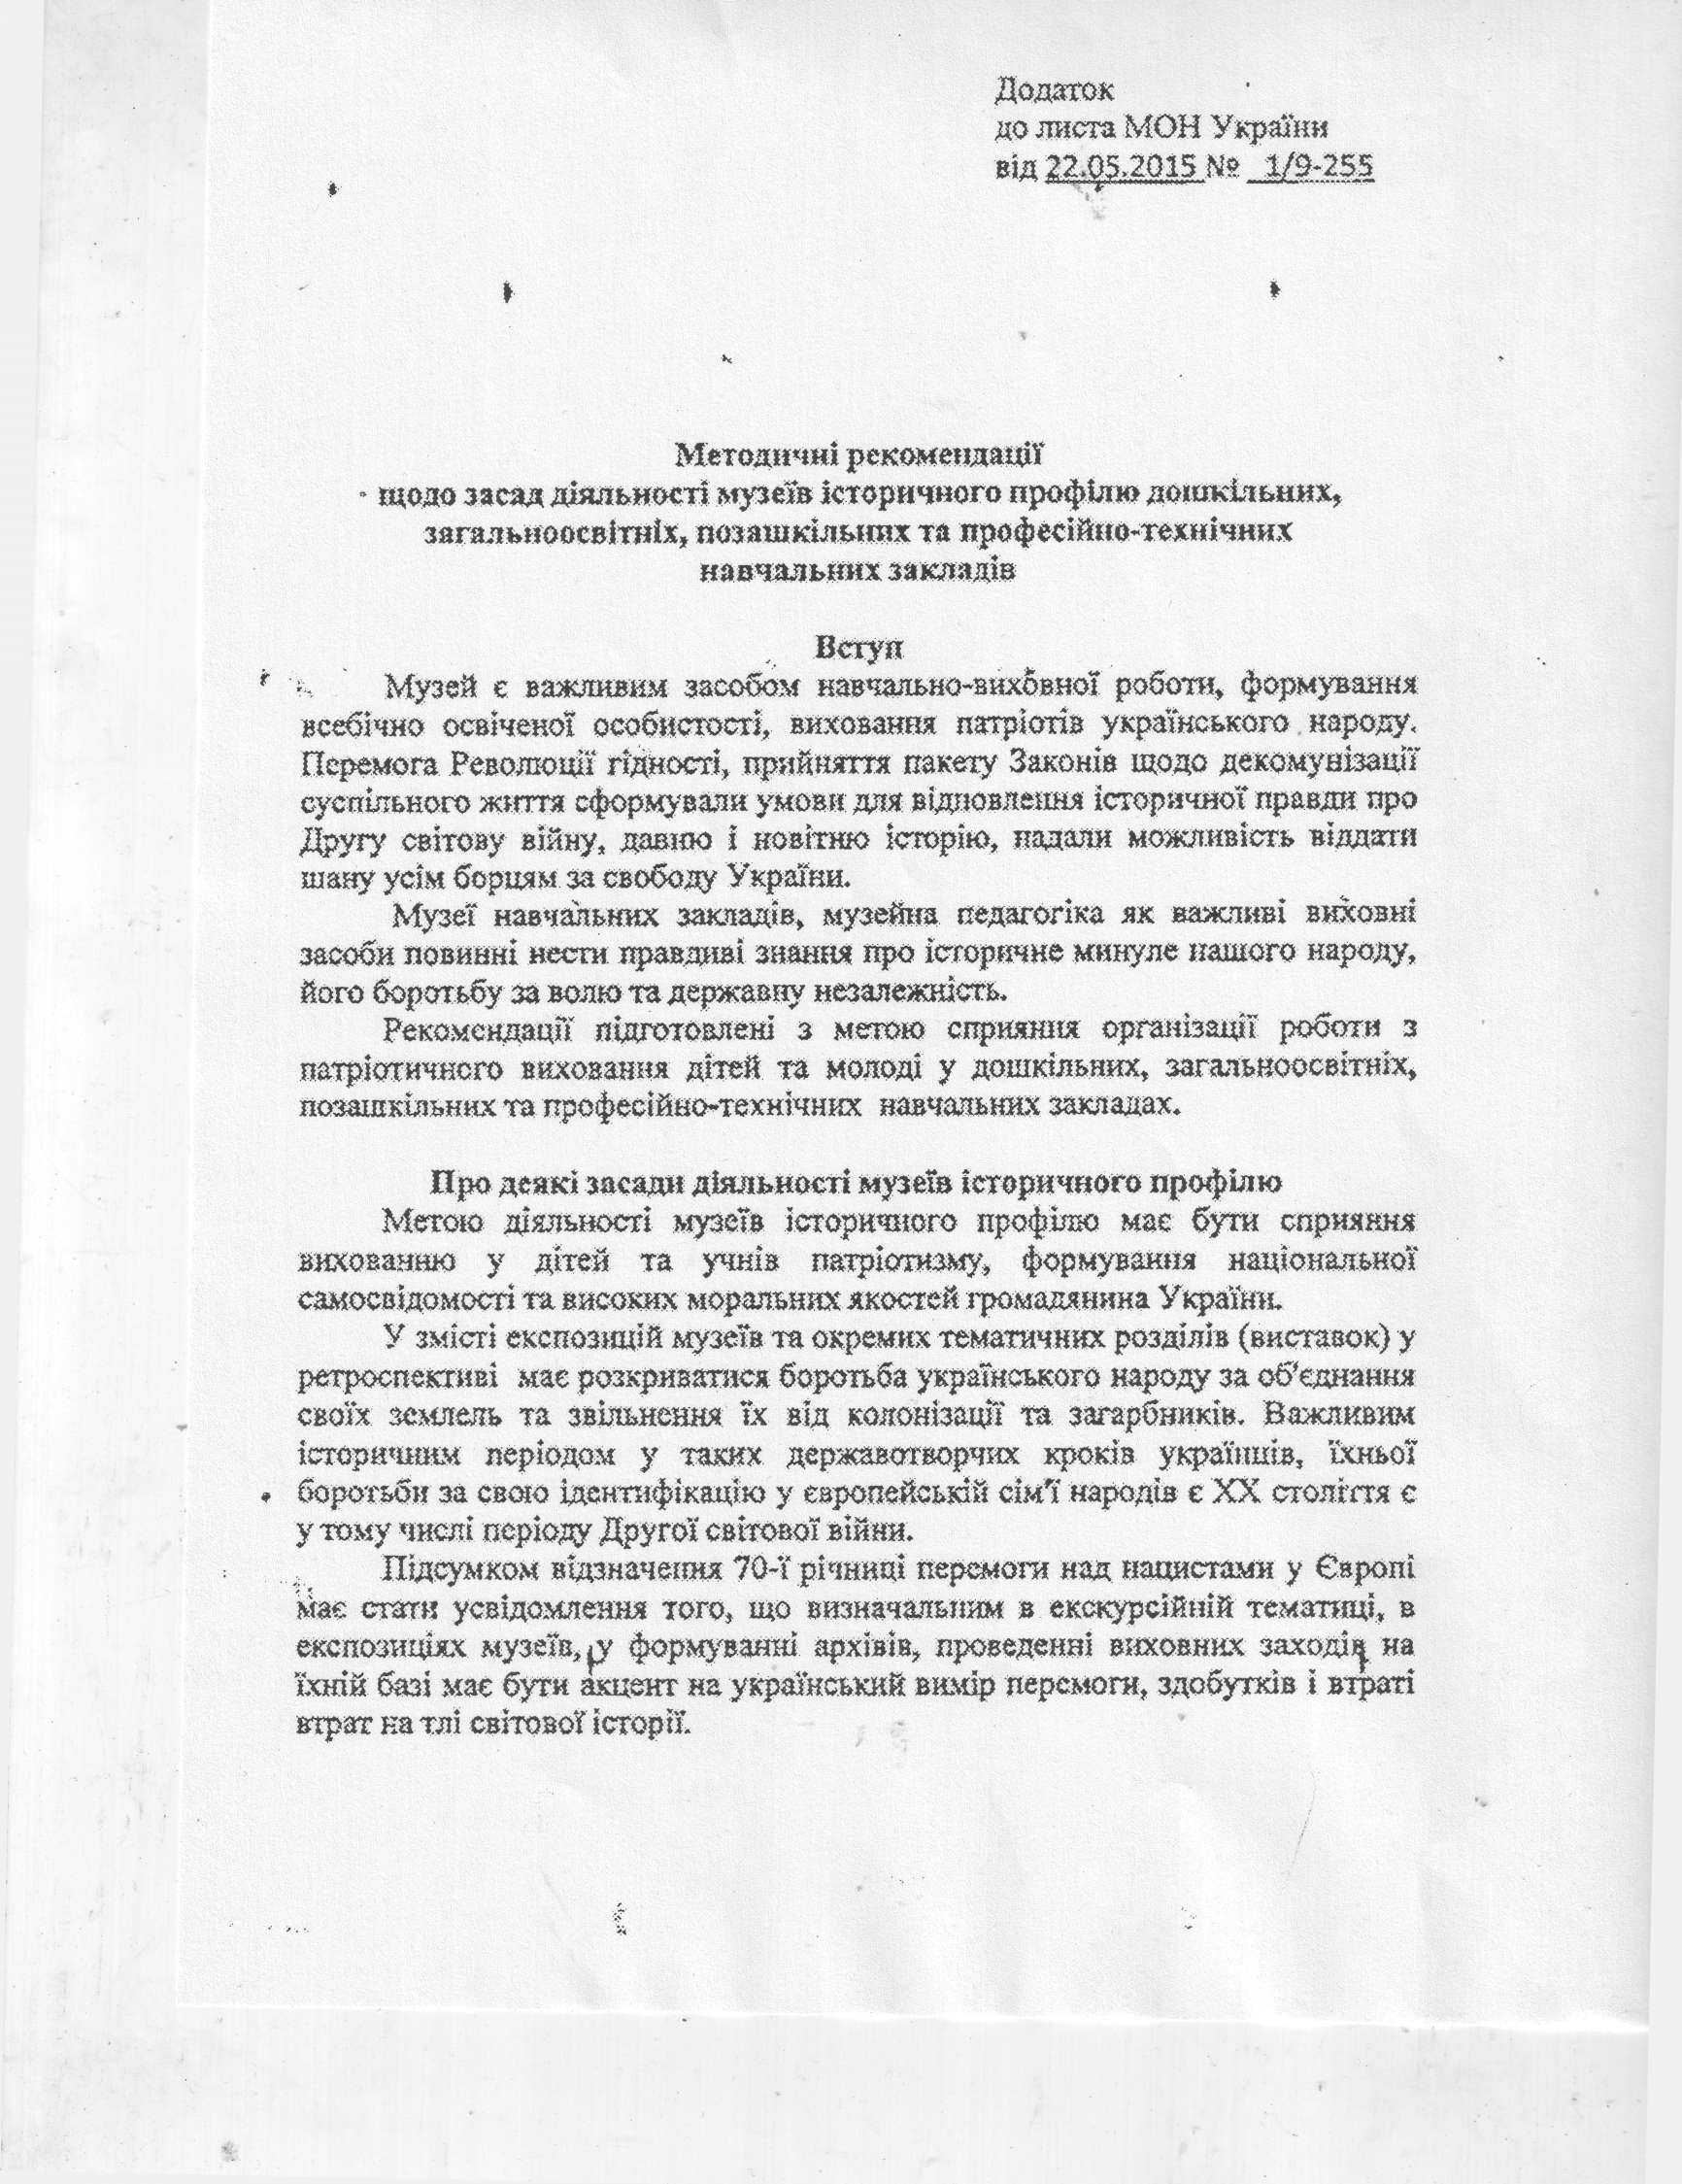 Додаток
до листа МОН України
від 22.05.2015 № 1/9-255
Методичні рекомендації
щодо засад діяльності музеїв історичного профілю дошкільних,
загальноосвітніх, позашкільних та професійно-технічних
навчальних закладів
Вступ
Музей є важливим засобом навчально-виховної роботи, формування
всебічно освіченої особистості, виховання патріотів українського народу.
Перемога Революції гідності, прийняття пакету Законів щодо декомунізації
суспільного життя сформували умови для відновлення історичної правди про
Другу світову війну, давню і новітню історію, надали можливість віддати
шану усім борцям за свободу України.
Музеї навчальних закладів, музейна педагогіка як важливі виховні
засоби повинні нести правдиві знання про історичне минуле нашого народу,
його боротьбу за волю та державну незалежність.
Рекомендації підготовлені з метою сприяння організації роботи з
патріотичного виховання дітей та молоді у дошкільних, загальноосвітніх,
позашкільних та професійно-технічних навчальних закладах.
Про деякі засади діяльності музеїв історичного профілю
Метою діяльності музеїв історичного профілю має бути сприяння
вихованню у дітей та учнів патріотизму, формування національної
самосвідомості та високих моральних якостей громадянина України.
У змісті експозицій музеїв та окремих тематичних розділів (виставок) у
ретроспективі має розкриватися боротьба українського народу за об'єднання
своїх землель та звільнення їх від колонізації та загарбників. Важливим
історичним періодом у таких державотворчих кроків українців, їхньої
боротьби за свою ідентифікацію у європейській сім'ї народів є ХХ століття є
у тому числі періоду Другої світової війни.
Підсумком відзначення 70-ї річниці перемоги над нацистами у Європі
має стати усвідомлення того, що визначальним в екскурсійній тематиці, в
експозиціях музеїв, у формуванні архівів, проведенні виховних заходів на
їхній базі має бути акцент на український вимір перемоги, здобутків і втраті
втрат на тлі світової історії.